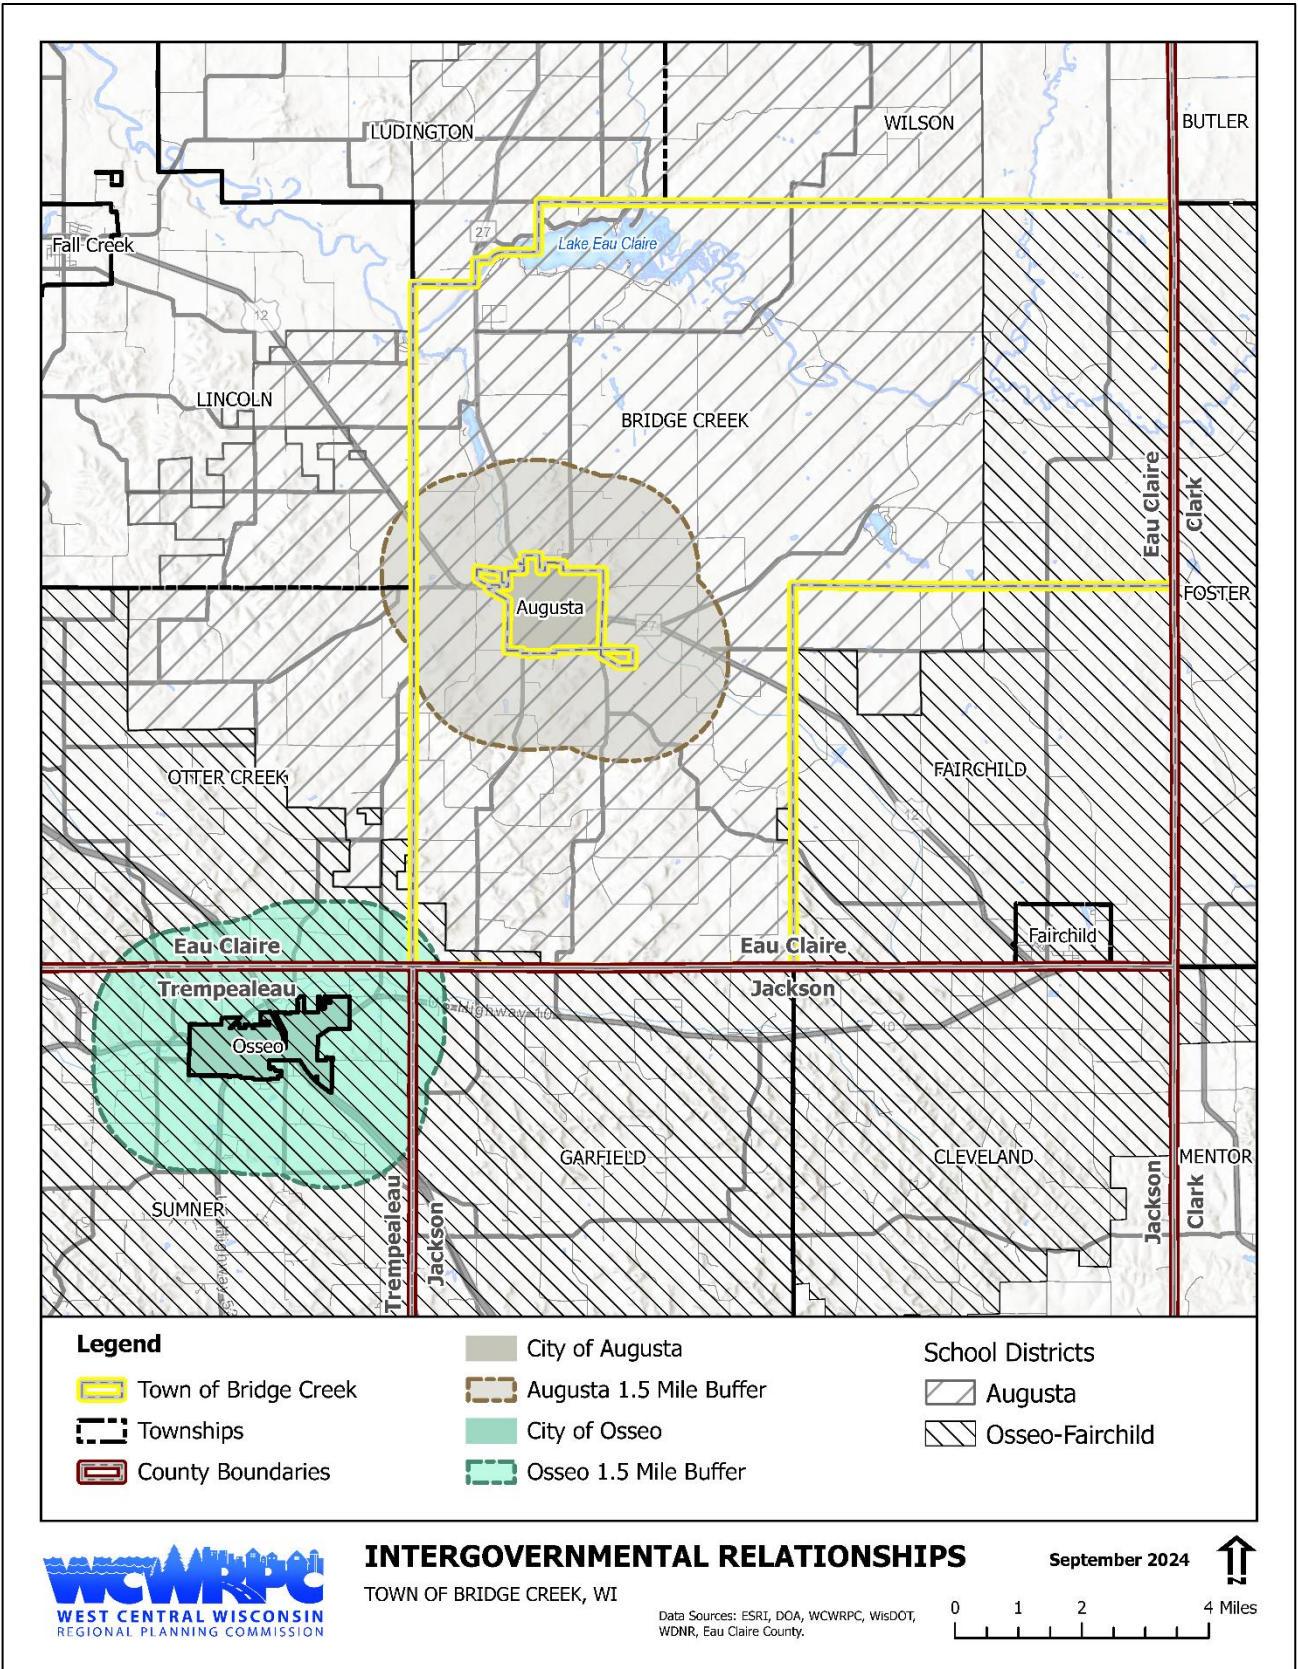 LUDINGTON
WILSON
BUTLER
27
Fall Creek
Lake Eau Claire
12
LINCOLN
BRIDGE CREEK
Eau Claire
Clark
Augusta
27
FOSTER
OTTER CREEK
FAIRCHILD
12
Fairchild
Eau Claire
Eau Claire
Trempealeau
Jackson
U.S. Highway 10
10
Osseo
GARFIELD
CLEVELAND
MENTOR
SUMNER
Trempealeau
Jackson
Jackson
Clark
Legend
Town of Bridge Creek
Townships
County Boundaries
City of Augusta
Augusta 1.5 Mile Buffer
City of Osseo
Osseo 1.5 Mile Buffer
School Districts
Augusta
Osseo-Fairchild
WCWRPC
WEST CENTRAL WISCONSIN
REGIONAL PLANNING COMMISSION
INTERGOVERNMENTAL RELATIONSHIPS
TOWN OF BRIDGE CREEK, WI
Data Sources: ESRI, DOA, WCWRPC, WisDOT,
WDNR, Eau Claire County.
September 2024
N
0 1 2 4 Miles